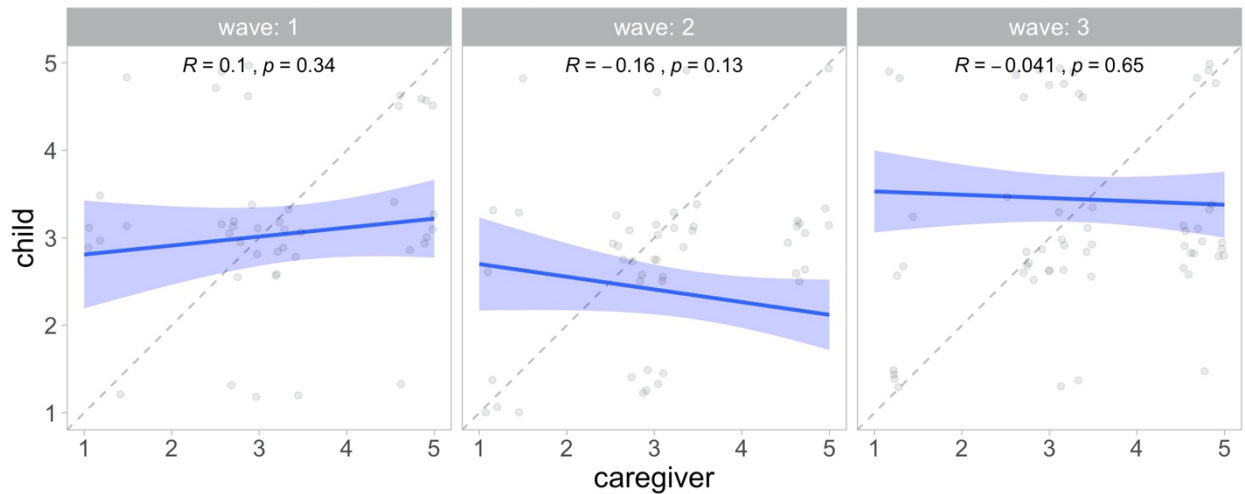 wave: 1
wave: 2
wave: 3
R = 0.1 , p = 0.34
R = −0.16 , p = 0.13
R = −0.041 , p = 0.65
5
4
3
2
1
child
1 2 3 4 5
1 2 3 4 5
1 2 3 4 5
caregiver